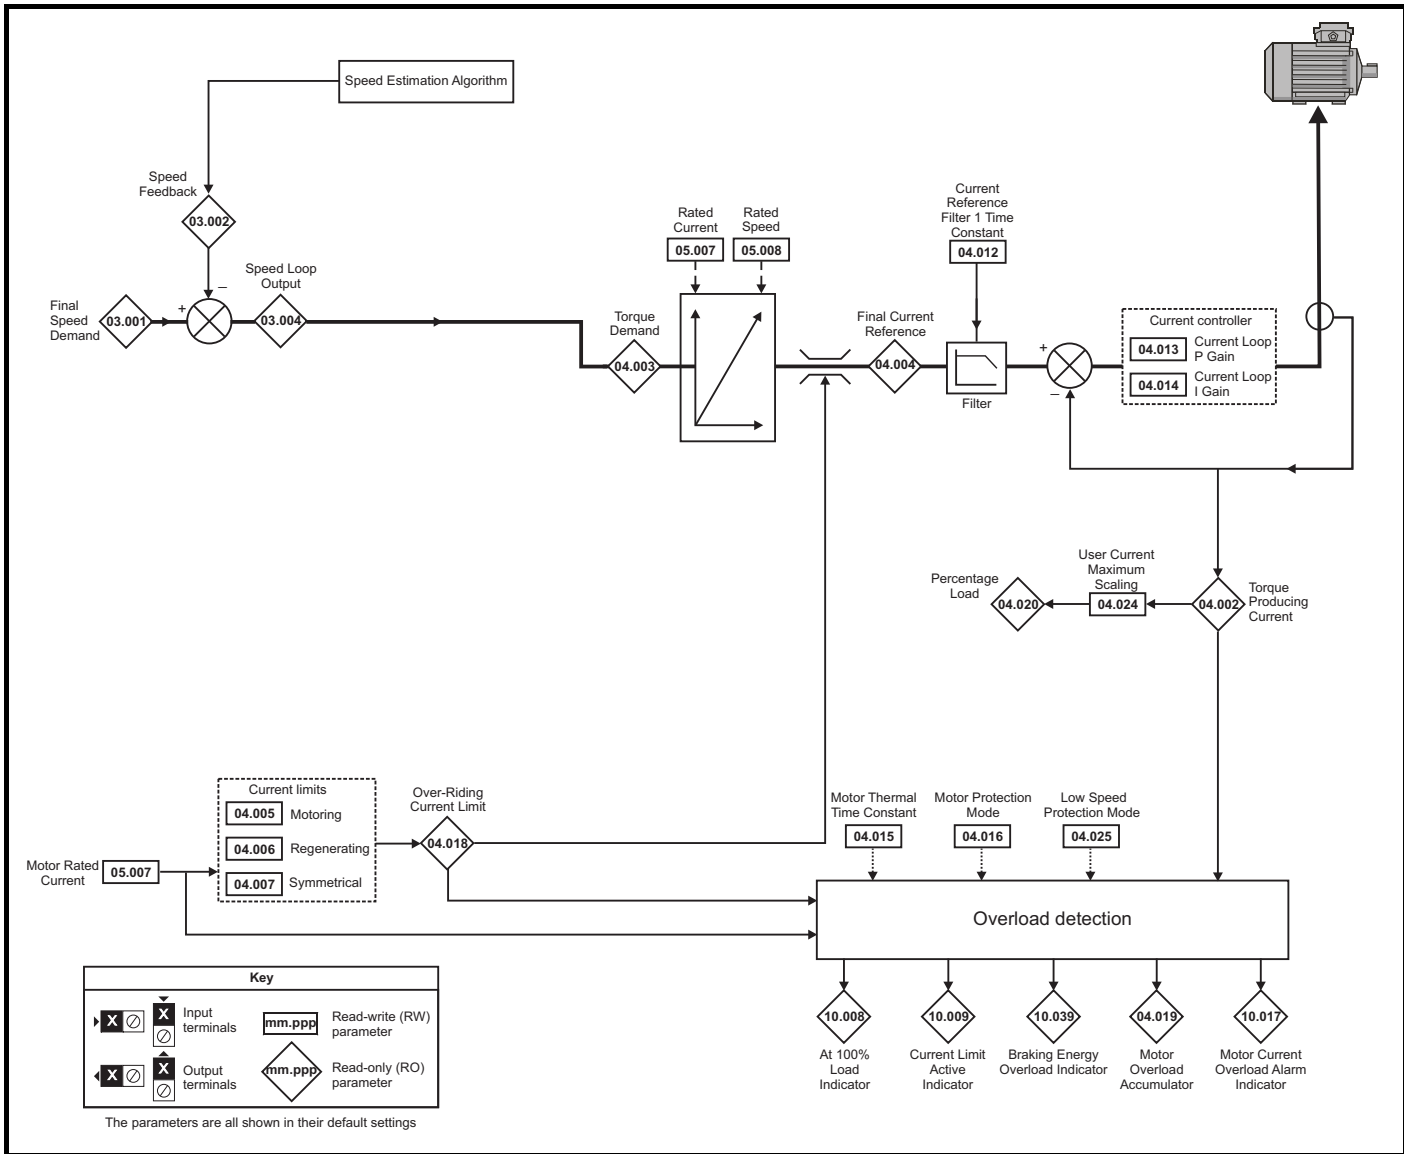 Speed Estimation Algorithm
Speed
Feedback
03.002
–
+
Final
Speed
Demand
03.001
Speed Loop
Output
03.004
Torque
Demand
04.003
Rated
Current
05.007
Rated
Speed
05.008
Final Current
Reference
04.004
Current
Reference
Filter 1 Time
Constant
04.012
Filter
+
–
Current controller
04.013
Current Loop
P Gain
04.014
Current Loop
I Gain
Percentage
Load
04.020
User Current
Maximum
Scaling
04.024
04.002
Torque
Producing
Current
Motor Rated
Current
05.007
Current limits
04.005
Motoring
04.006
Regenerating
04.007
Symmetrical
Over-Riding
Current Limit
04.018
Motor Thermal
Time Constant
04.015
Motor Protection
Mode
04.016
Low Speed
Protection Mode
04.025
Overload detection
10.008
At 100%
Load
Indicator
10.009
Current Limit
Active
Indicator
10.039
Braking Energy
Overload Indicator
04.019
Motor
Overload
Accumulator
10.017
Motor Current
Overload Alarm
Indicator
Key
X
X
Input
terminals
mm.ppp
Read-write (RW)
parameter
X
X
Output
terminals
mm.ppp
Read-only (RO)
parameter
The parameters are all shown in their default settings